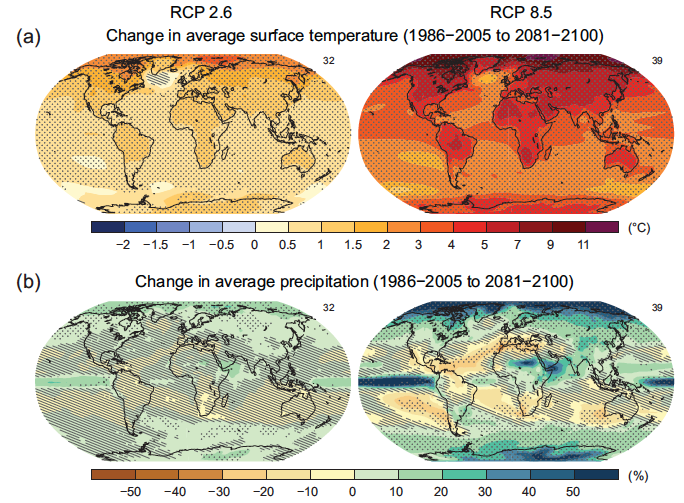 RCP 2.6 RCP 8.5
(a) Change in average surface temperature (1986−2005 to 2081−2100)
32 39
−2 −1.5 −1 −0.5 0 0.5 1 1.5 2 3 4 5 7 9 11 (°C)
(b) Change in average precipitation (1986−2005 to 2081−2100)
32 39
−50 −40 −30 −20 −10 0 10 20 30 40 50 (%)